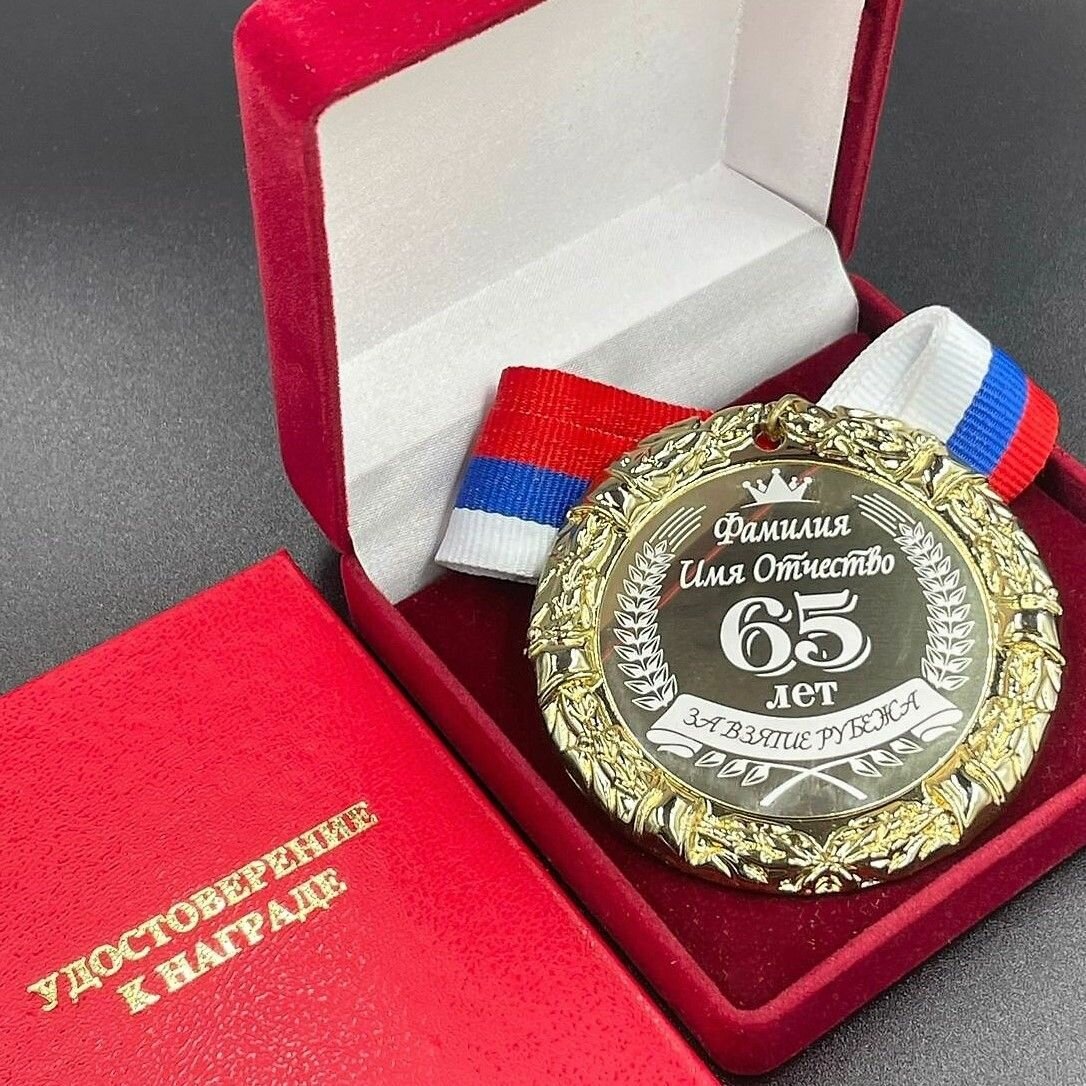 Фамилия
Имя Отчество
65
лет
ЗА ВЗЯТИЕ РУБЕЖА
УДОСТОВЕРЕНИЕ
К НАГРАДЕ